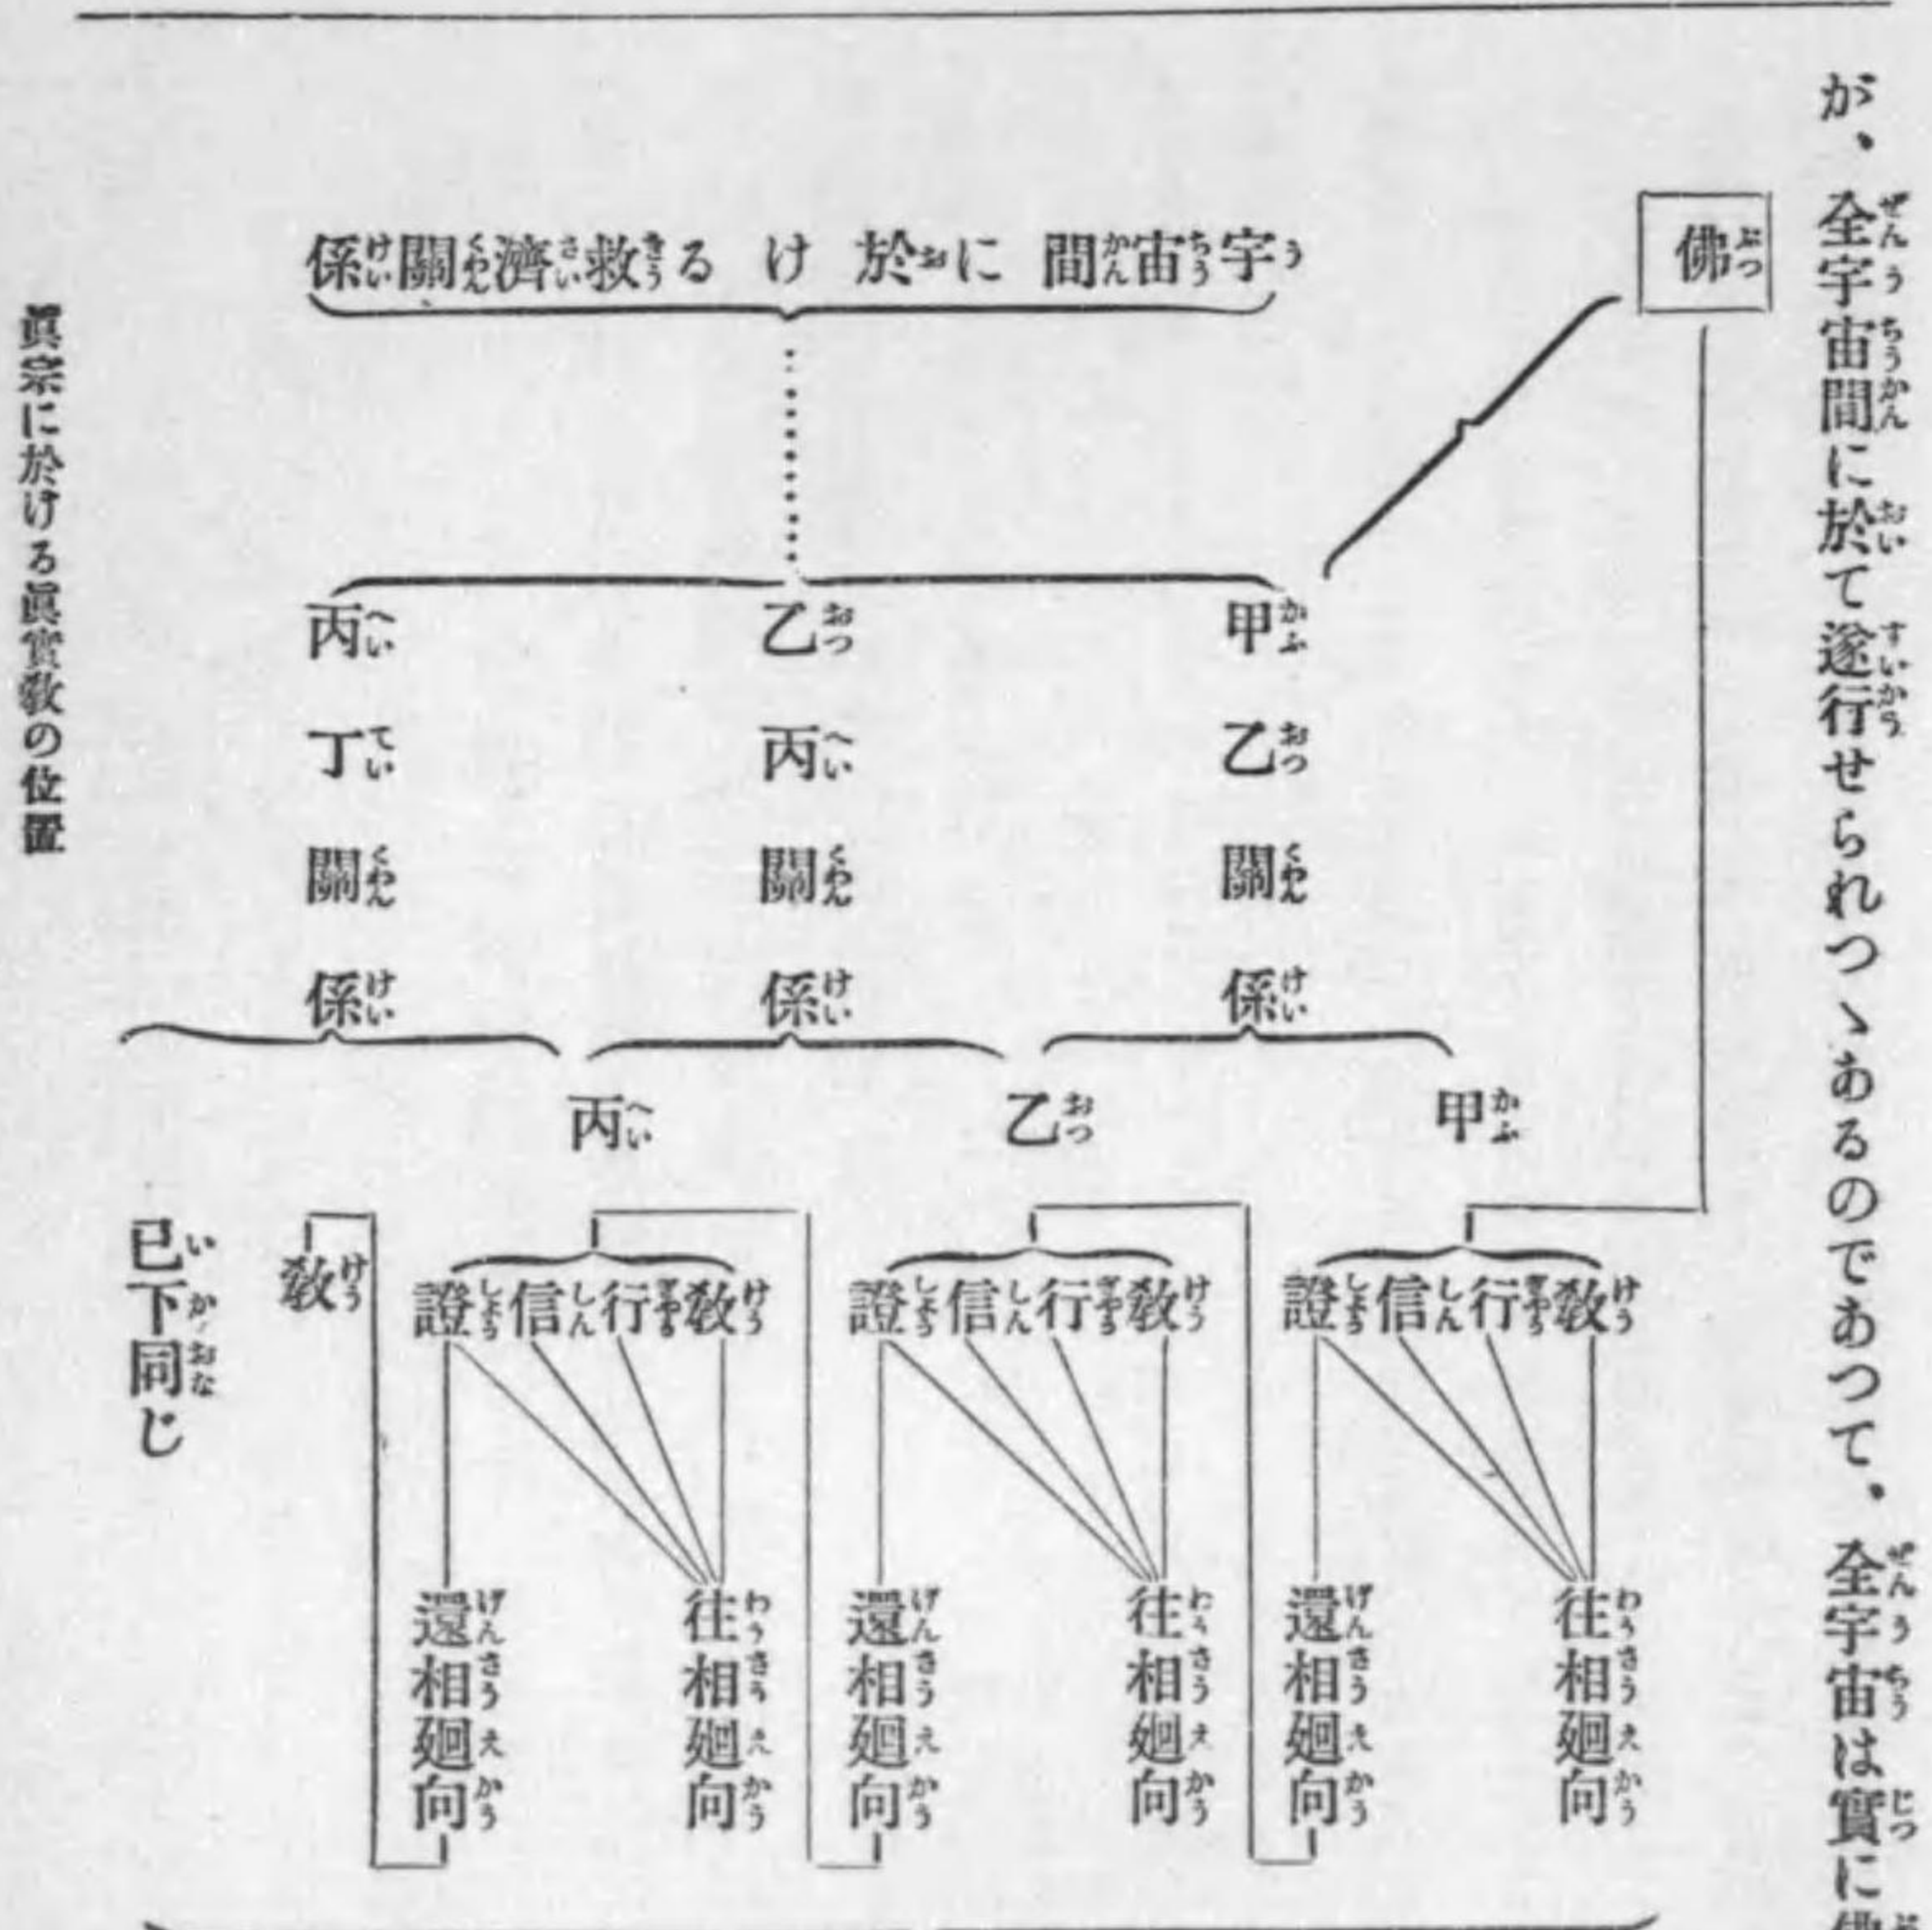 が、全宇宙間に於て遂行せられつゝあるのであつて、全宇宙は實に
佛
宇宙間に於ける救濟關係
甲乙關係
乙丙關係
丙丁關係
甲
乙
丙
教行信證
往相廻向
還相廻向
教行信證
往相廻向
還相廻向
教行信證
往相廻向
還相廻向
教
已下同じ
眞宗に於ける眞實教の位置